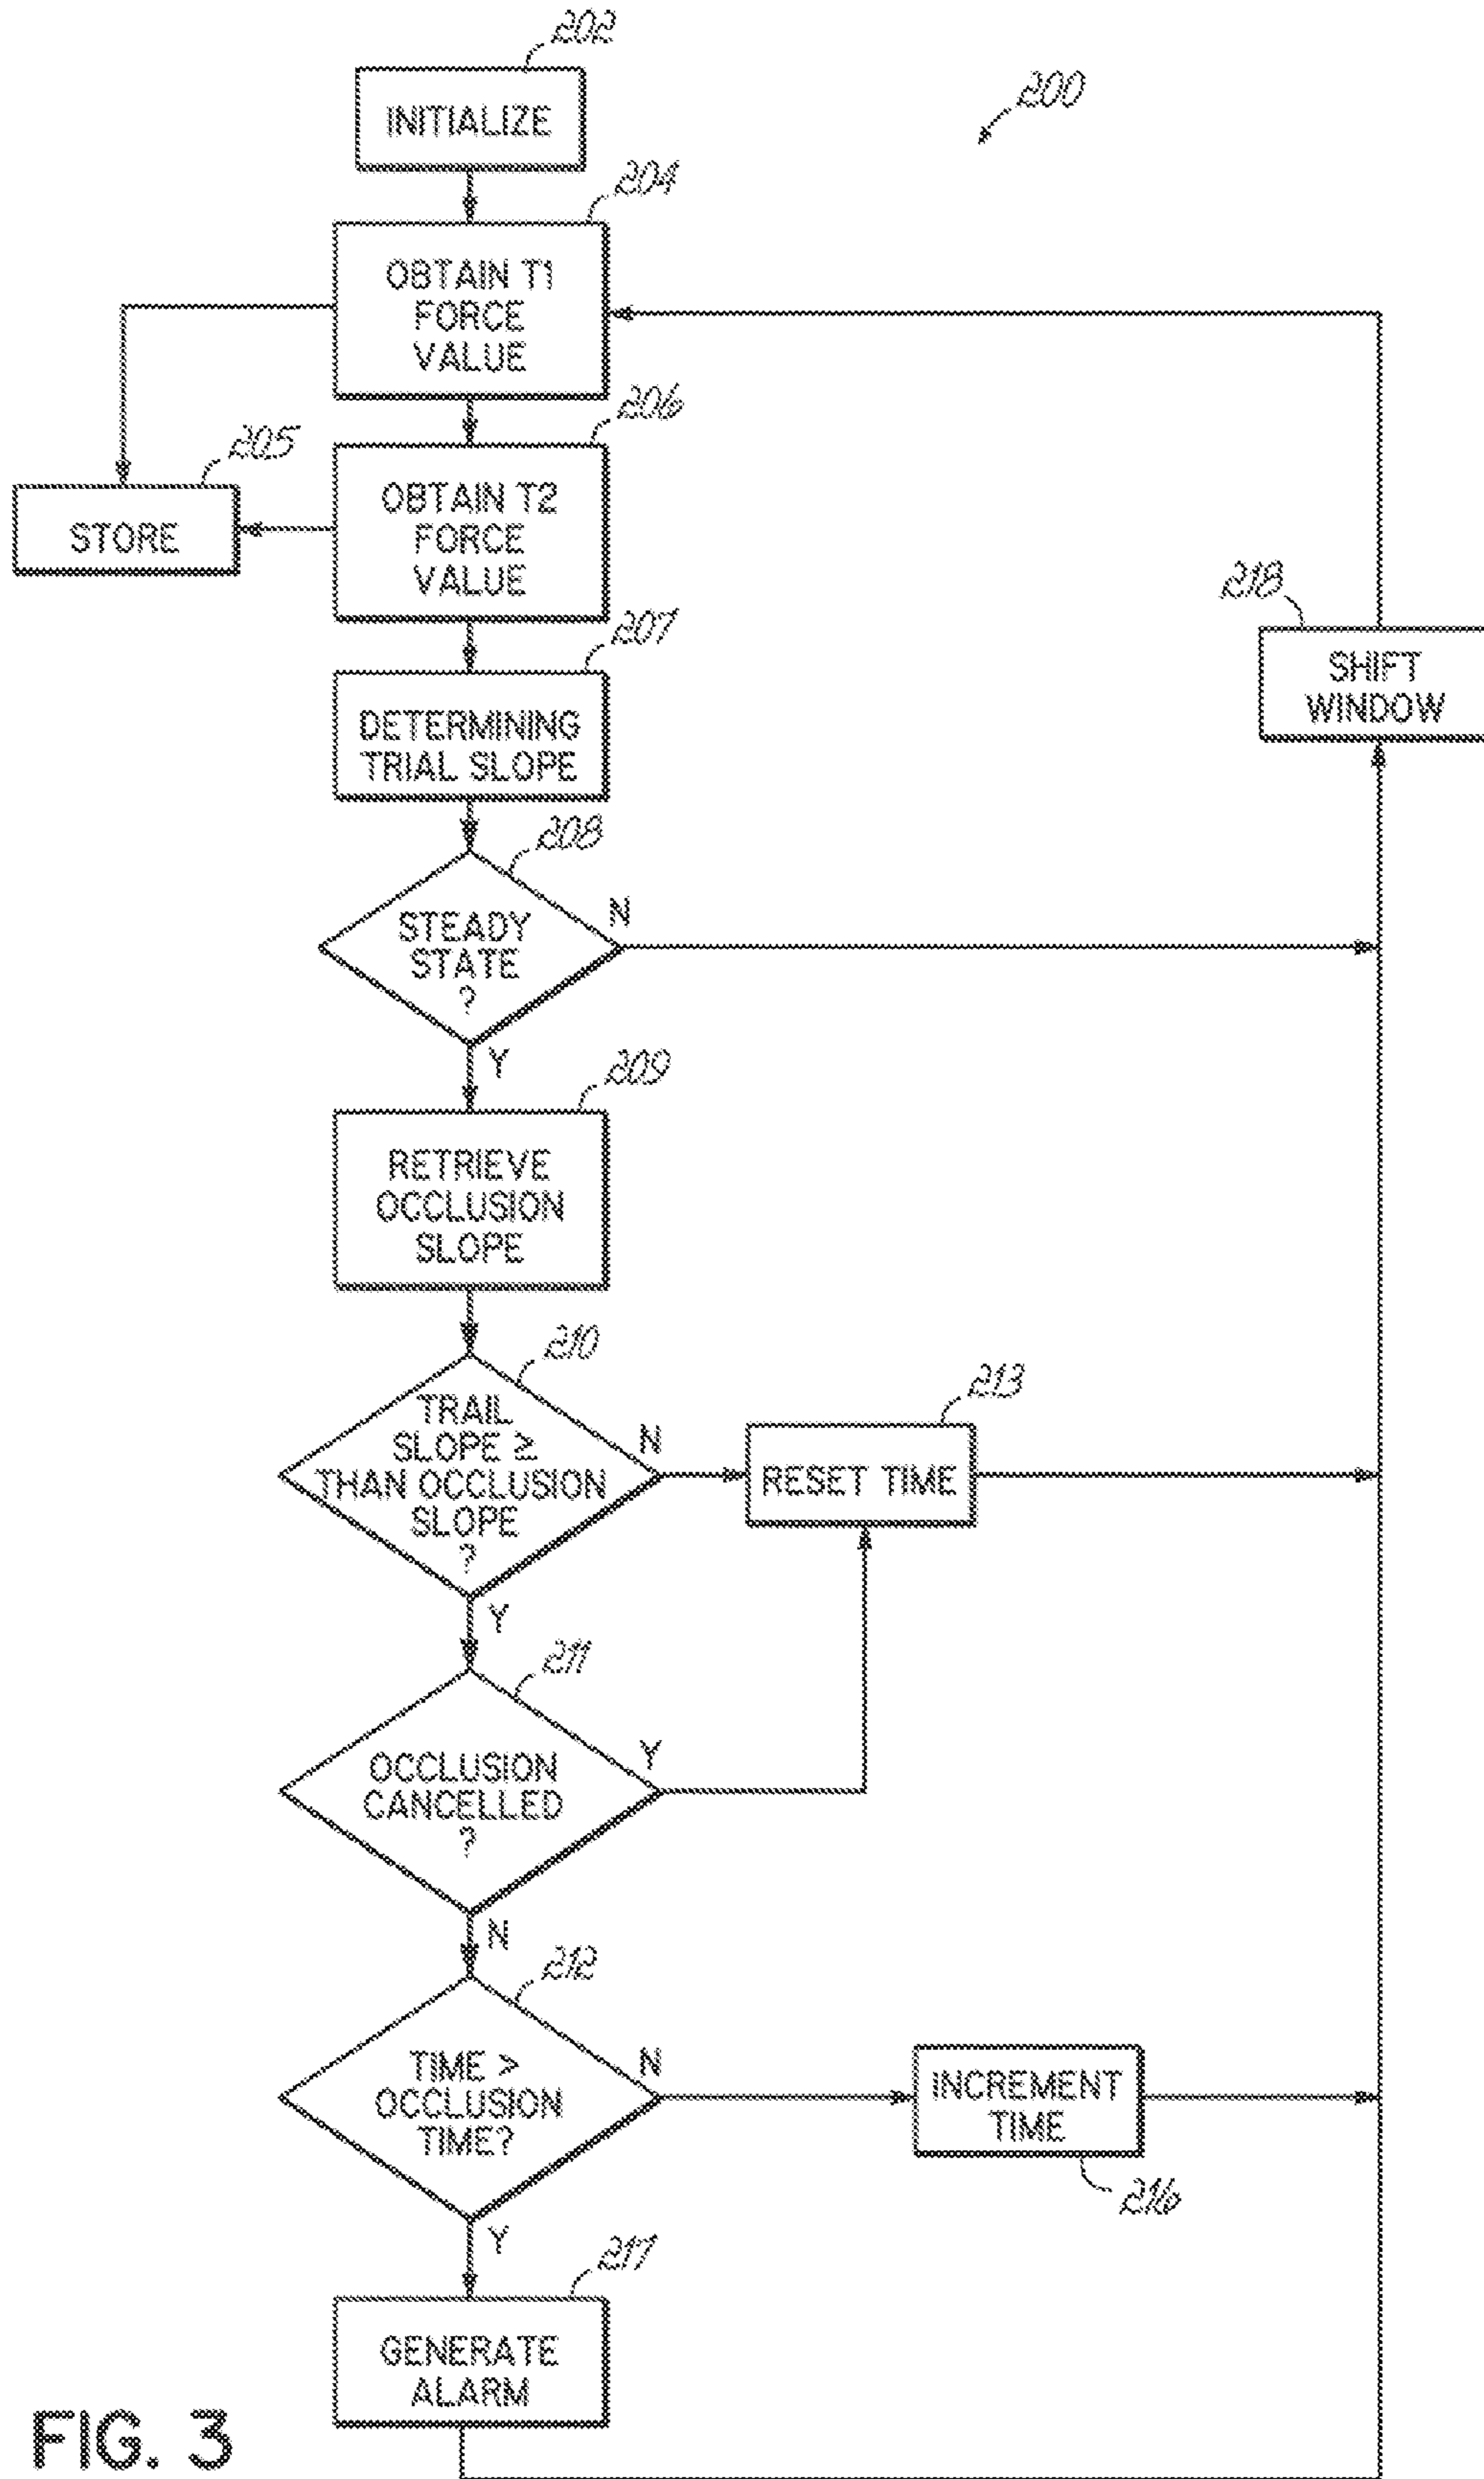 202
INITIALIZE
200
204
OBTAIN T1
FORCE
VALUE
206
205
STORE
OBTAIN T2
FORCE
VALUE
218
SHIFT
WINDOW
207
DETERMINING
TRIAL SLOPE
208
STEADY
STATE
?
N
Y
209
RETRIEVE
OCCLUSION
SLOPE
210
TRAIL
SLOPE ≥
THAN OCCLUSION
SLOPE
?
N
213
RESET TIME
Y
211
OCCLUSION
CANCELLED
?
Y
N
212
TIME >
OCCLUSION
TIME?
N
INCREMENT
TIME
216
Y
217
GENERATE
ALARM
FIG. 3